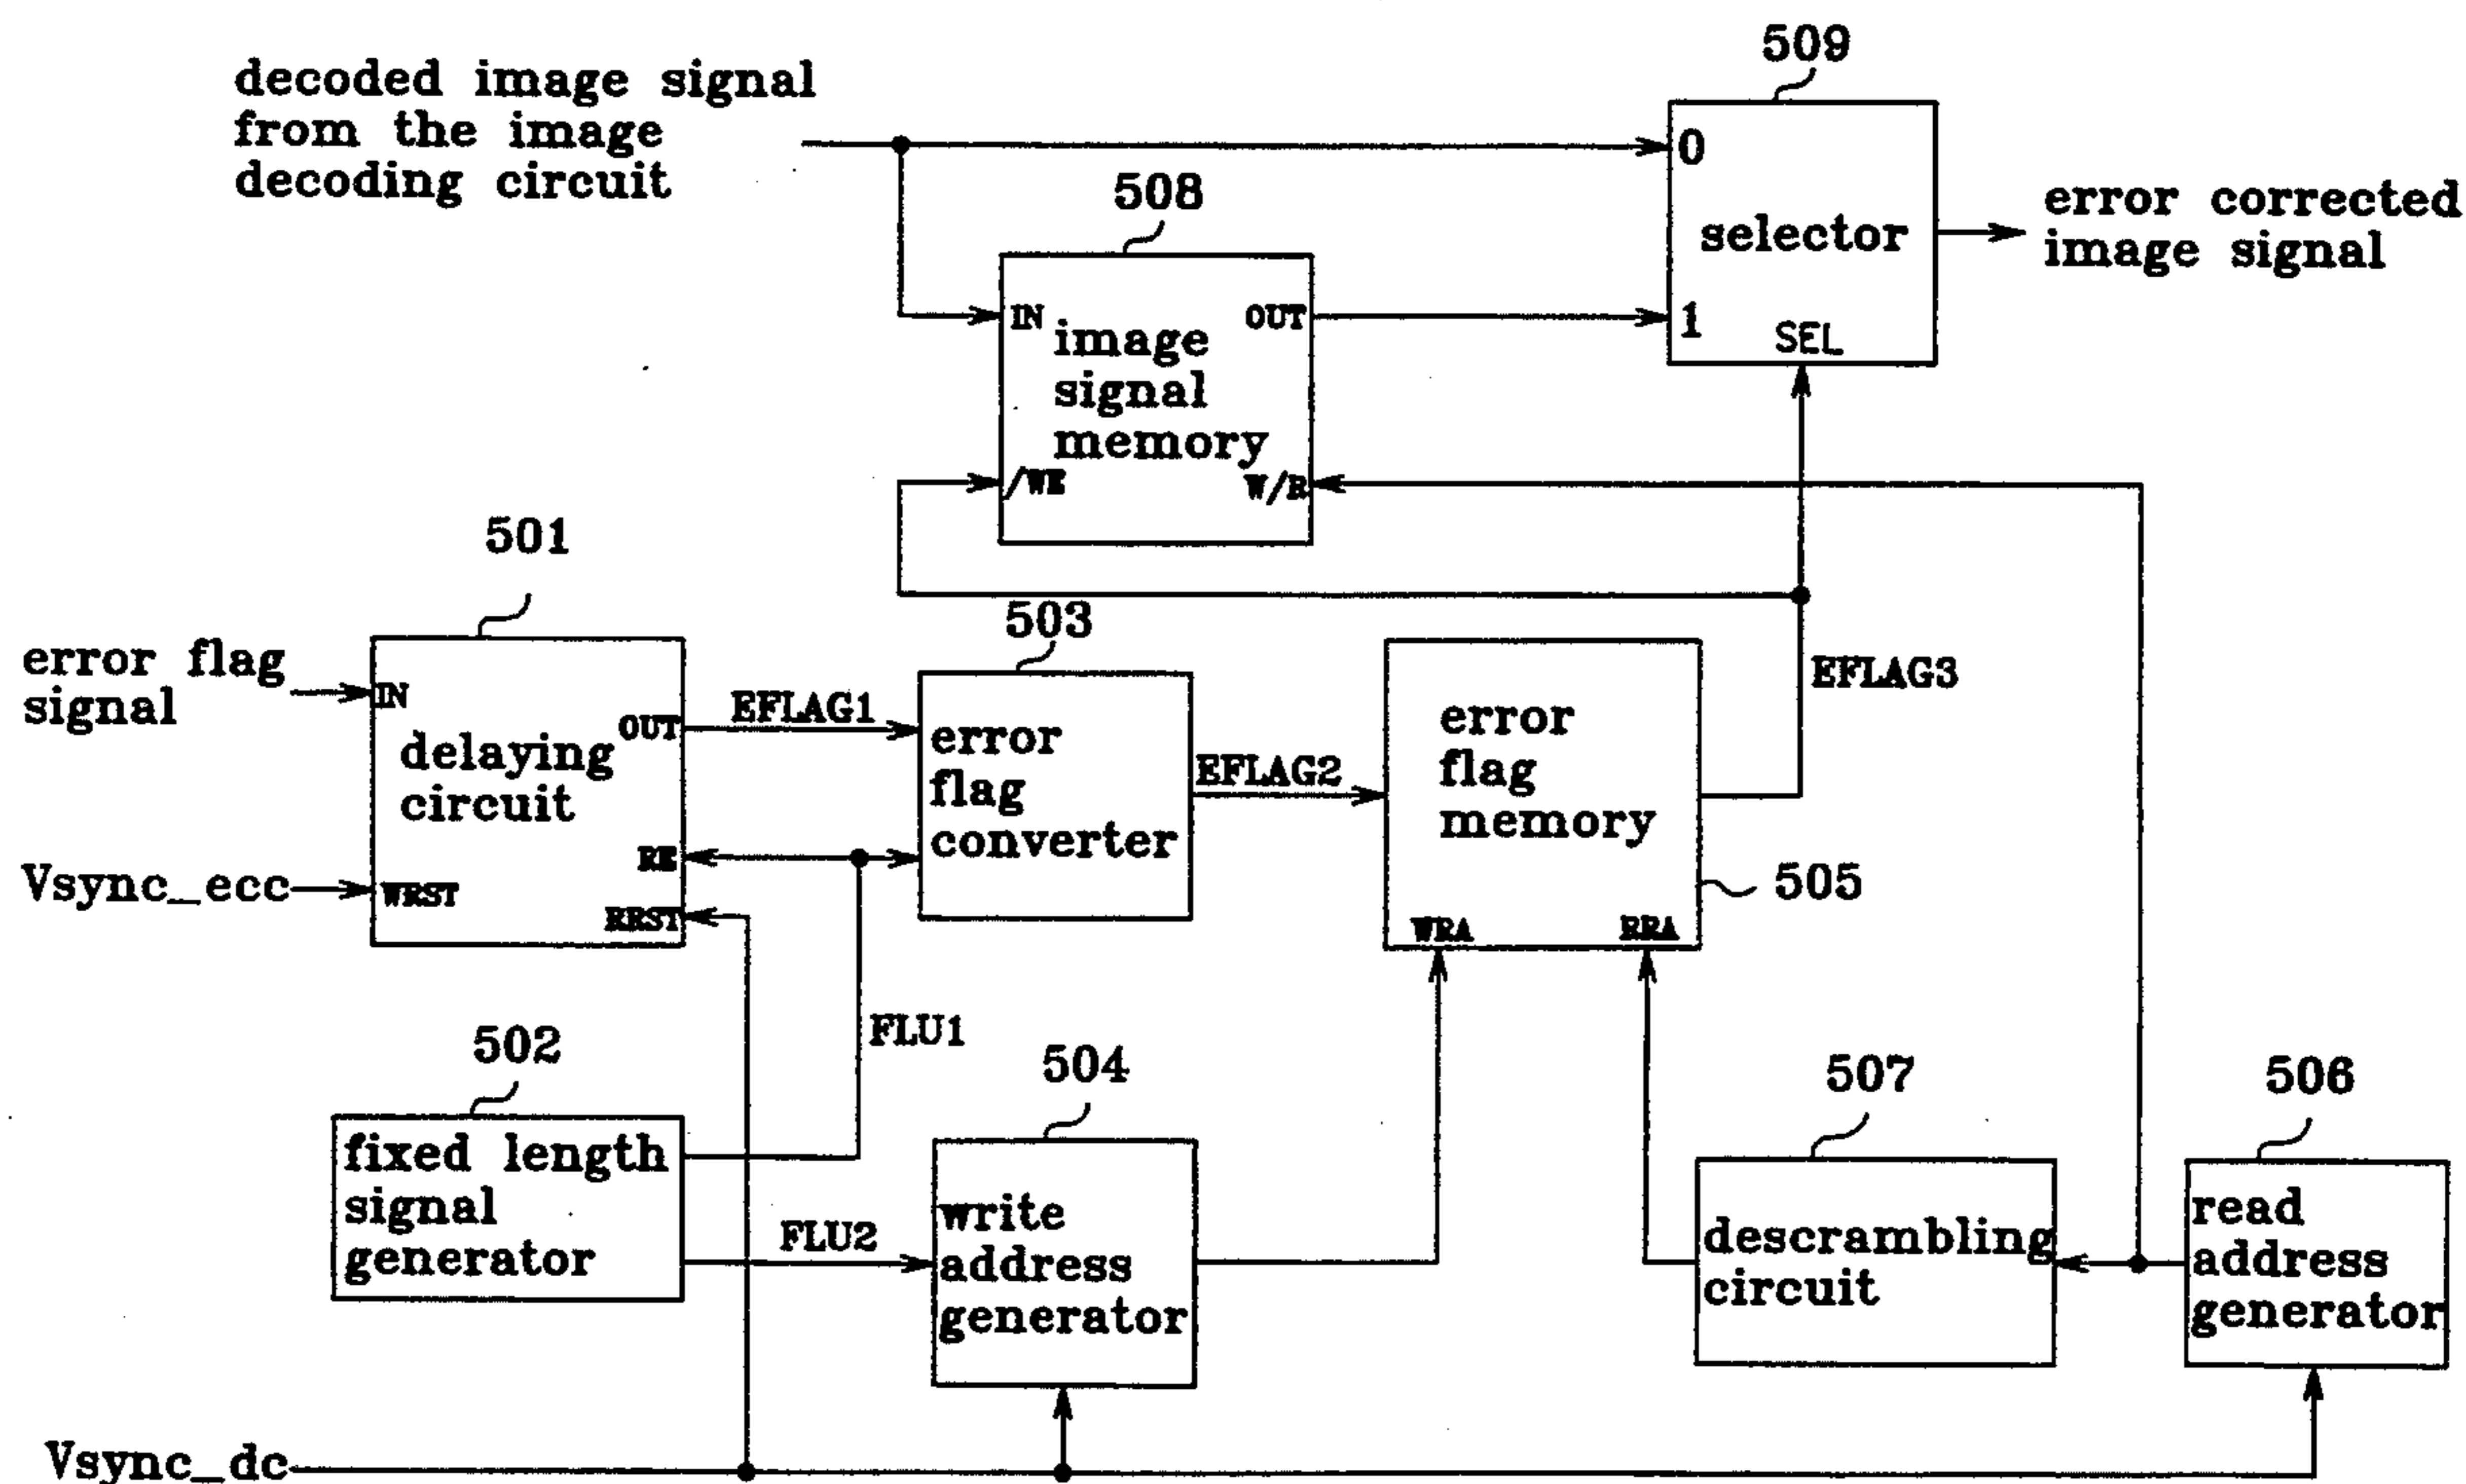 509
decoded image signal
from the image
decoding circuit
0
508
selector
error corrected
image signal
IN
OUT
1
SEL
image
signal
memory
/WE
W/R
501
503
error flag
signal
IN
EFLAG1
OUT
delaying
circuit
error
flag
converter
EFLAG2
error
flag
memory
EFLAG3
RE
505
Vsync_ecc
WRST
RRST
WRA
RRA
FLU1
502
504
507
506
fixed length
signal
generator
FLU2
write
address
generator
descrambling
circuit
read
address
generator
Vsync_dc